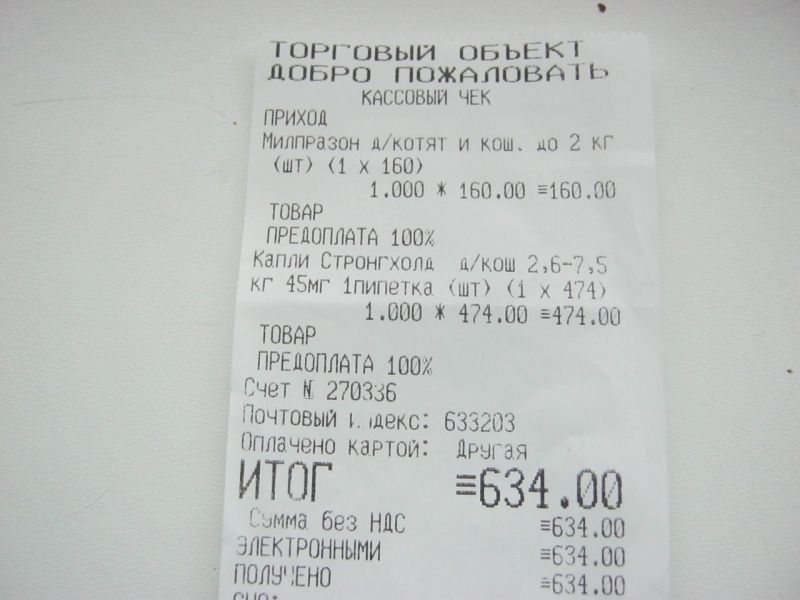 ТОРГОВЫЙ ОБЪЕКТ
ДОБРО ПОЖАЛОВАТЬ
КАССОВЫЙ ЧЕК
ПРИХОД
Милпразон д/котят и кош. до 2 кг
(шт) (1 x 160)
1.000 * 160.00 ≡160.00
ТОВАР
ПРЕДОПЛАТА 100%
Капли Стронгхолд д/кош 2,6-7,5
кг 45мг 1пипетка (шт) (1 x 474)
1.000 * 474.00 ≡474.00
ТОВАР
ПРЕДОПЛАТА 100%
Счет № 270336
Почтовый индекс: 633203
Оплачено картой: Другая
ИТОГ ≡634.00
Сумма без НДС ≡634.00
ЭЛЕКТРОННЫМИ ≡634.00
ПОЛУЧЕНО ≡634.00